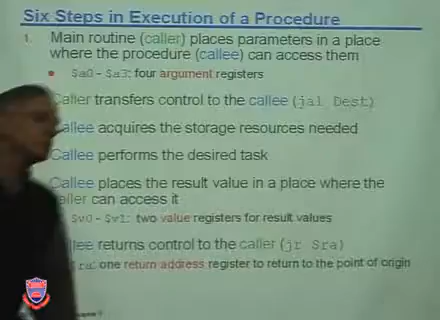 Six Steps in Execution of a Procedure
1. Main routine (caller) places parameters in a place
where the procedure (callee) can access them
• $a0 - $a3: four argument registers
Caller transfers control to the callee (jal Dest)
Callee acquires the storage resources needed
Callee performs the desired task
Callee places the result value in a place where the
caller can access it
$v0 - $v1: two value registers for result values
llee returns control to the caller (jr $ra)
ra: one return address register to return to the point of origin